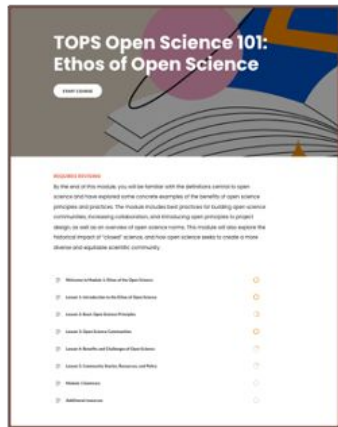 TOPS Open Science 101:
Ethos of Open Science
START COURSE
REQUIRES REVISIONS
By the end of this module, you will be familiar with the definitions central to open
science and have explored some concrete examples of the benefits of open science
principles and practices. The module includes best practices for building open-science
communities, increasing collaboration, and introducing open principles to project
design, as well as an overview of open science norms. This module will also explore the
historical impact of "closed" science, and how open science seeks to create a more
diverse and equitable scientific community.
Welcome to Module 1: Ethos of the Open Science
Lesson 1: Introduction to the Ethos of Open Science
Lesson 2: Basic Open Science Principles
Lesson 3: Open Science Communities
Lesson 4: Benefits and Challenges of Open Science
Lesson 5: Community Stories, Resources, and Policy
Module 1 Summary
Additional resources